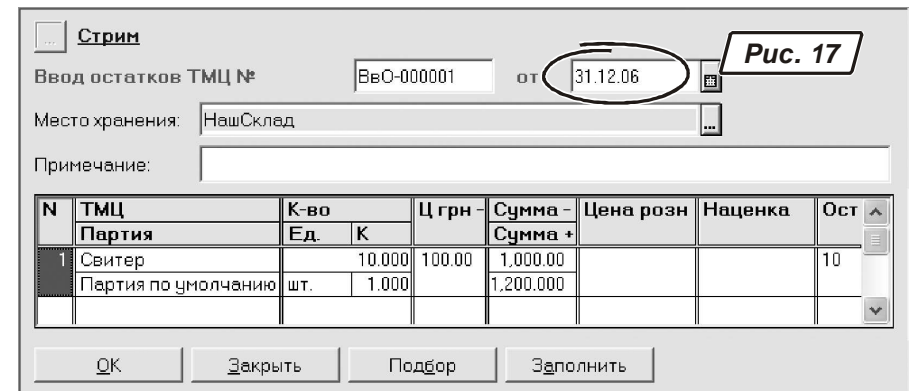 ... Стрим
Рис. 17
Ввод остатков ТМЦ № ВвО-000001 от 31.12.06
Место хранения: НашСклад ...
Примечание:
N ТМЦ К-во Ц грн - Сумма - Цена розн Наценка Ост
Партия Ед. К Сумма +
1 Свитер 10.000 100.00 1,000.00 10
Партия по умолчанию шт. 1.000 1,200.000
ОК Закрыть Подбор Заполнить